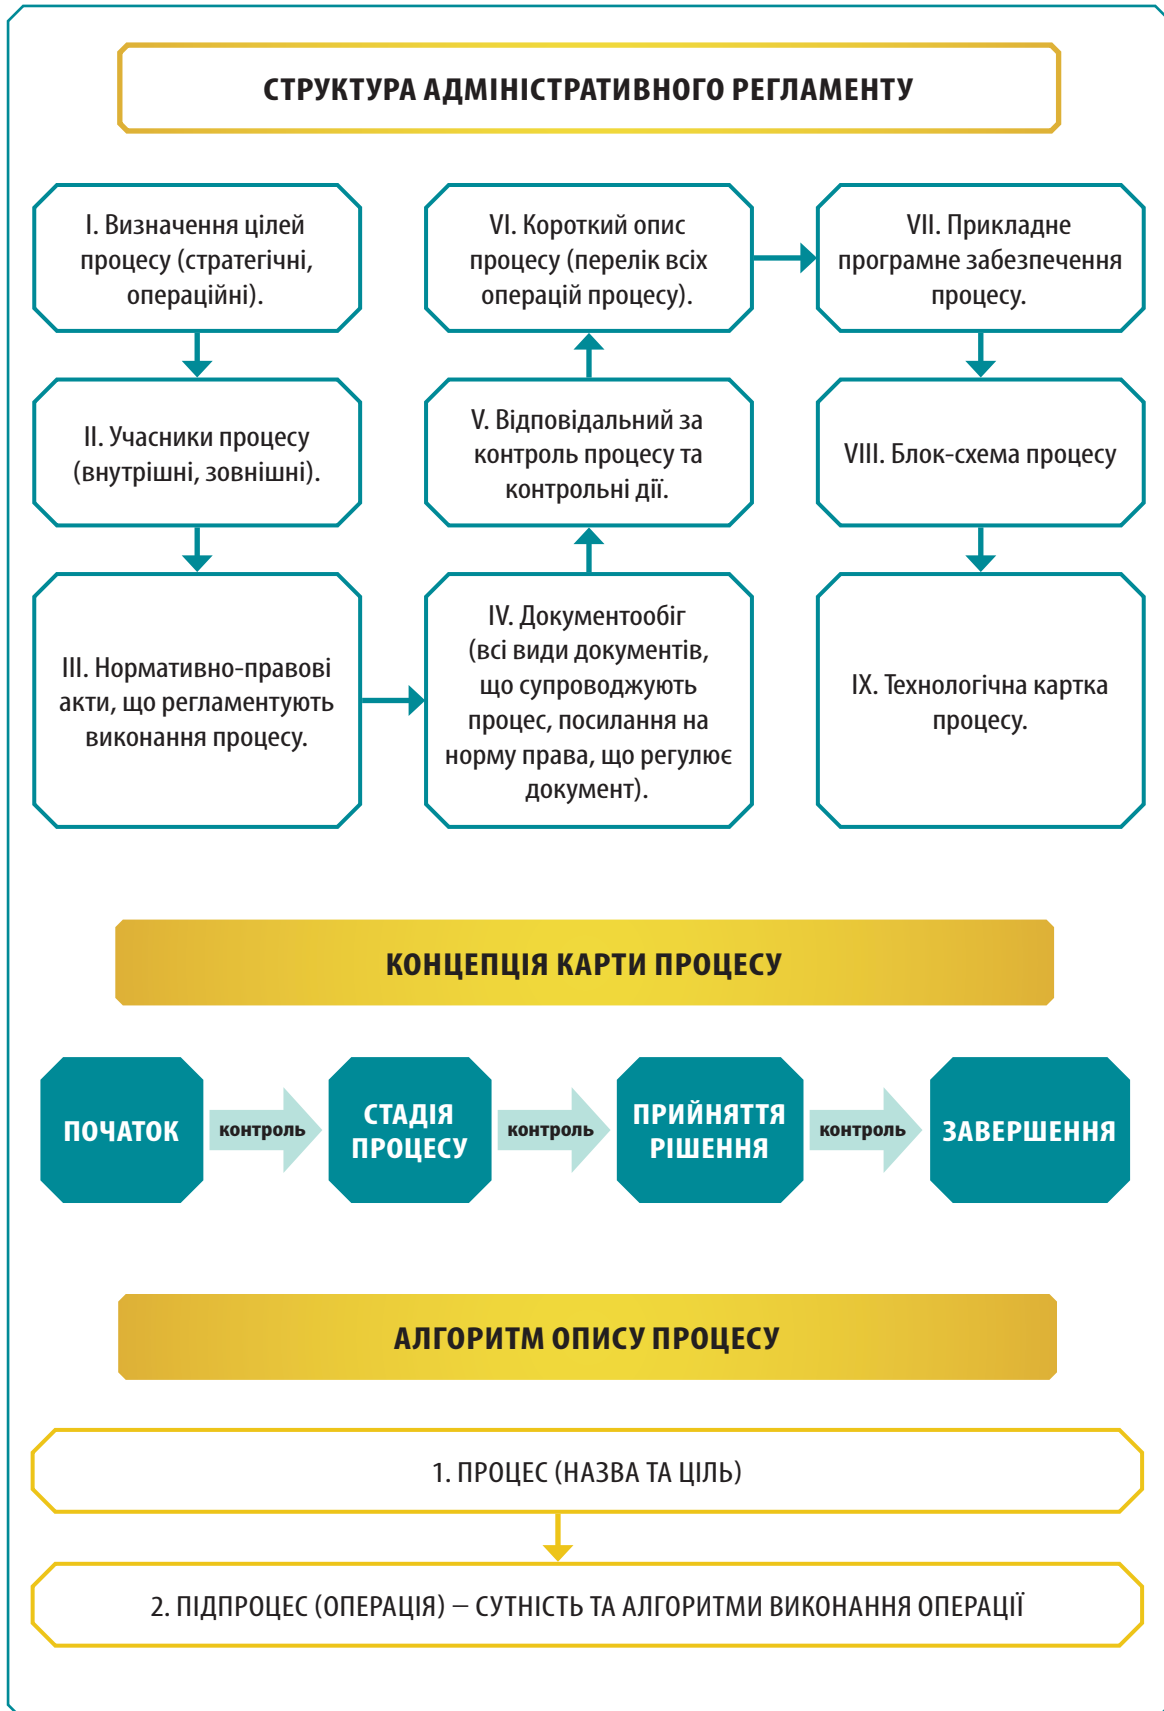 СТРУКТУРА АДМІНІСТРАТИВНОГО РЕГЛАМЕНТУ
I. Визначення цілей
процесу (стратегічні,
операційні).
II. Учасники процесу
(внутрішні, зовнішні).
III. Нормативно-правові
акти, що регламентують
виконання процесу.
IV. Документообіг
(всі види документів,
що супроводжують
процес, посилання на
норму права, що регулює
документ).
V. Відповідальний за
контроль процесу та
контрольні дії.
VI. Короткий опис
процесу (перелік всіх
операцій процесу).
VII. Прикладне
програмне забезпечення
процесу.
VIII. Блок-схема процесу
IX. Технологічна картка
процесу.
КОНЦЕПЦІЯ КАРТИ ПРОЦЕСУ
ПОЧАТОК
контроль
СТАДІЯ
ПРОЦЕСУ
контроль
ПРИЙНЯТТЯ
РІШЕННЯ
контроль
ЗАВЕРШЕННЯ
АЛГОРИТМ ОПИСУ ПРОЦЕСУ
1. ПРОЦЕС (НАЗВА ТА ЦІЛЬ)
2. ПІДПРОЦЕС (ОПЕРАЦІЯ) – СУТНІСТЬ ТА АЛГОРИТМИ ВИКОНАННЯ ОПЕРАЦІЇ